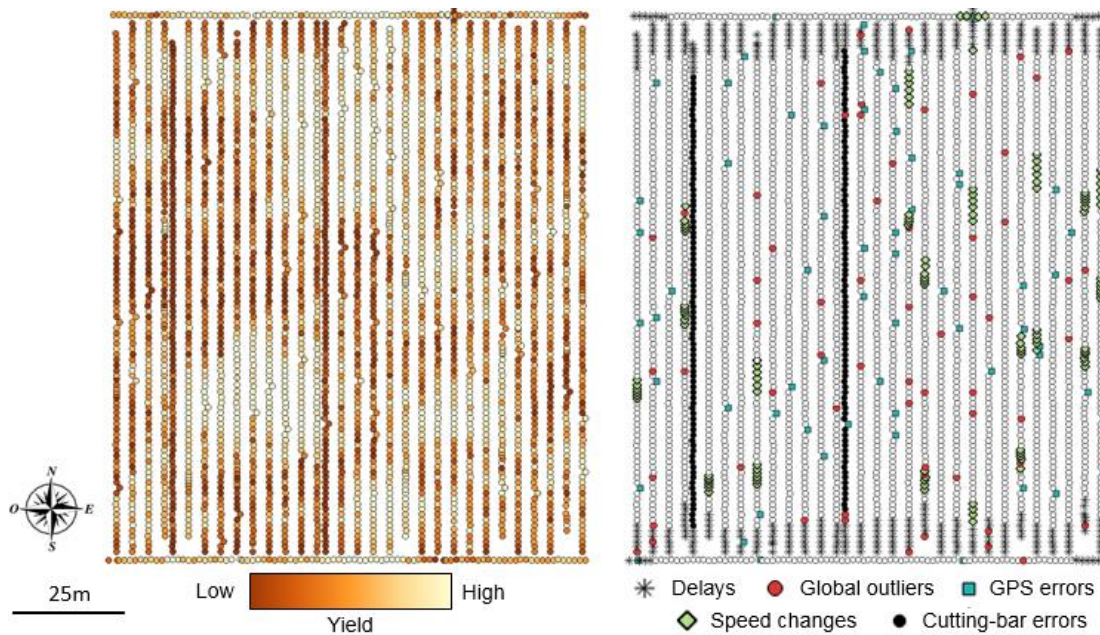 N
O E
S
25m
Low High
Yield
Delays Global outliers GPS errors
Speed changes Cutting-bar errors